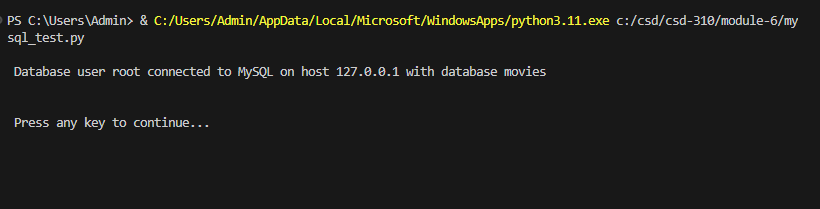 PS C:\Users\Admin> & C:/Users/Admin/AppData/Local/Microsoft/WindowsApps/python3.11.exe c:/csd/csd-310/module-6/my
sql_test.py
Database user root connected to MySQL on host 127.0.0.1 with database movies
Press any key to continue...